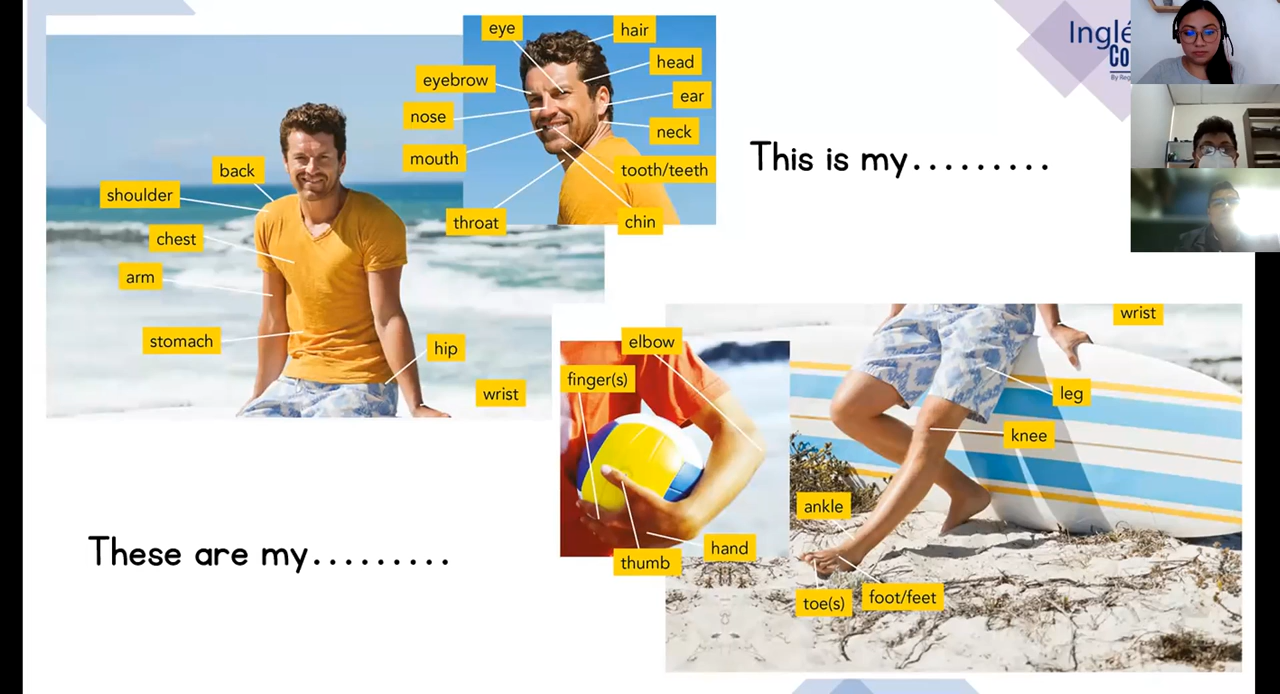 eye
hair
head
eyebrow
ear
nose
neck
mouth
tooth/teeth
throat
chin
back
shoulder
chest
arm
stomach
hip
wrist
This is my.........
elbow
finger(s)
thumb
hand
wrist
leg
knee
ankle
toe(s)
foot/feet
These are my.........